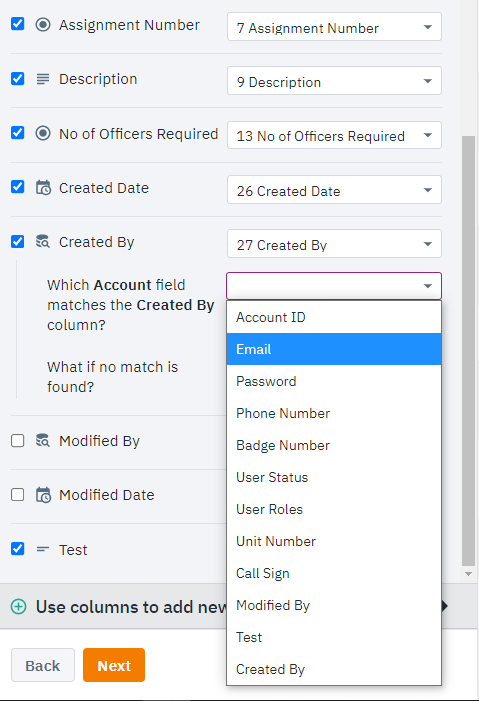 Assignment Number
7 Assignment Number
Description
9 Description
No of Officers Required
13 No of Officers Required
Created Date
26 Created Date
Created By
27 Created By
Which Account field
matches the Created By
column?
What if no match is
found?
Account ID
Email
Password
Phone Number
Badge Number
User Status
User Roles
Unit Number
Call Sign
Modified By
Test
Created By
Modified By
Modified Date
Test
Use columns to add new
Back
Next